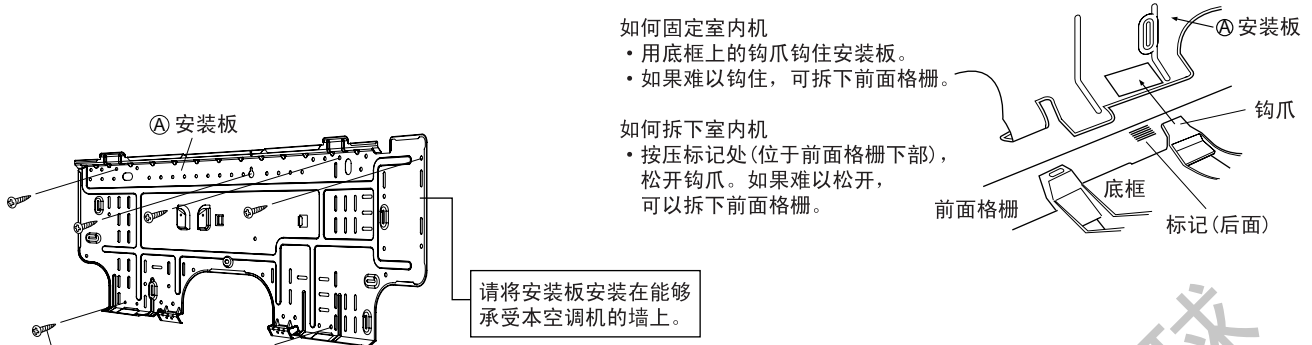 如何固定室内机
・用底框上的钩爪钩住安装板。
・如果难以钩住，可拆下前面格栅。
如何拆下室内机
・按压标记处(位于前面格栅下部)，
松开钩爪。如果难以松开，
可以拆下前面格栅。
Ⓐ安装板
钩爪
底框
前面格栅
标记(后面)
Ⓐ 安装板
请将安装板安装在能够
承受本空调机的墙上。